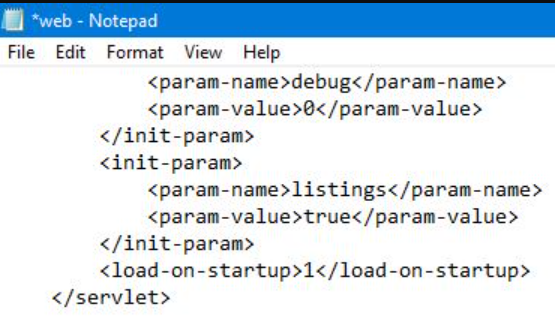 *web - Notepad
File Edit Format View Help
<param-name>debug</param-name>
<param-value>0</param-value>
</init-param>
<init-param>
<param-name>listings</param-name>
<param-value>true</param-value>
</init-param>
<load-on-startup>1</load-on-startup>
</servlet>